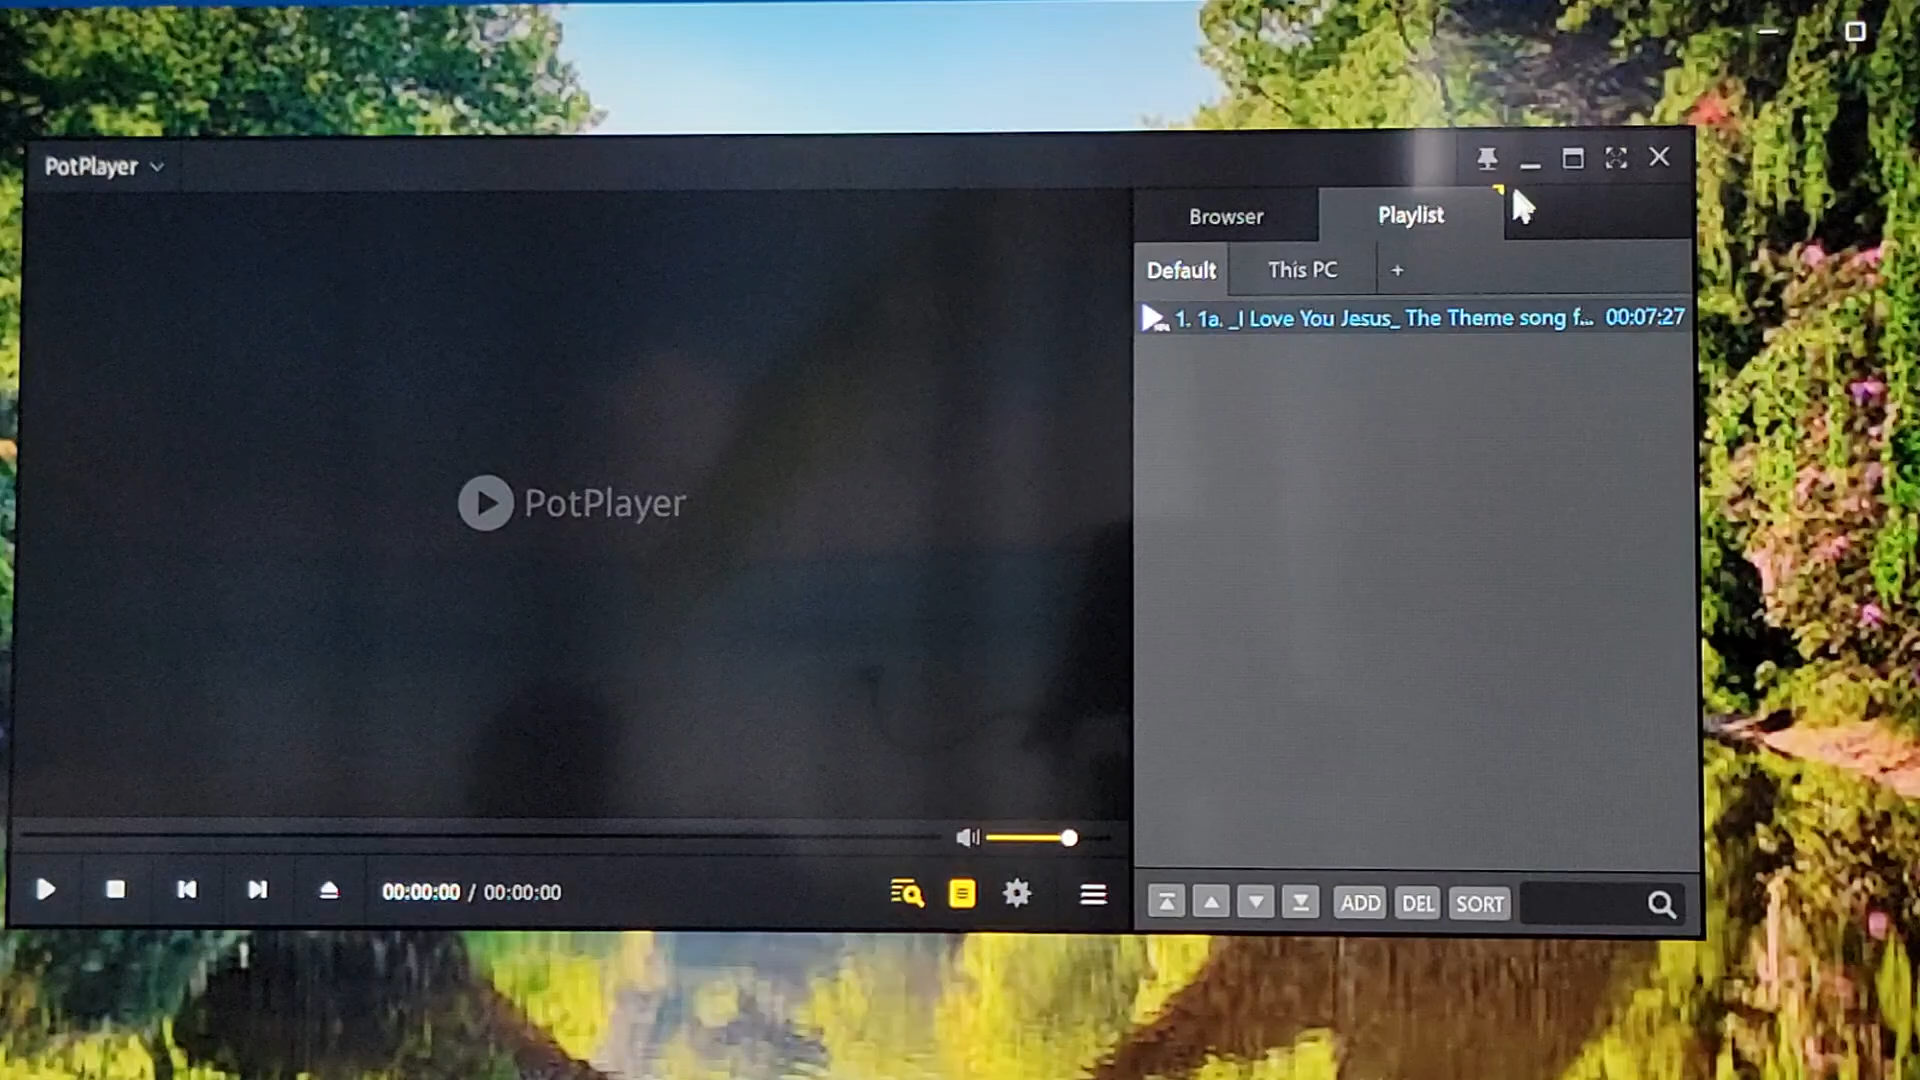 PotPlayer
Browser
Playlist
Default
This PC
+
1. 1a. _I Love You Jesus_ The Theme song f... 00:07:27
PotPlayer
00:00:00 / 00:00:00
ADD
DEL
SORT